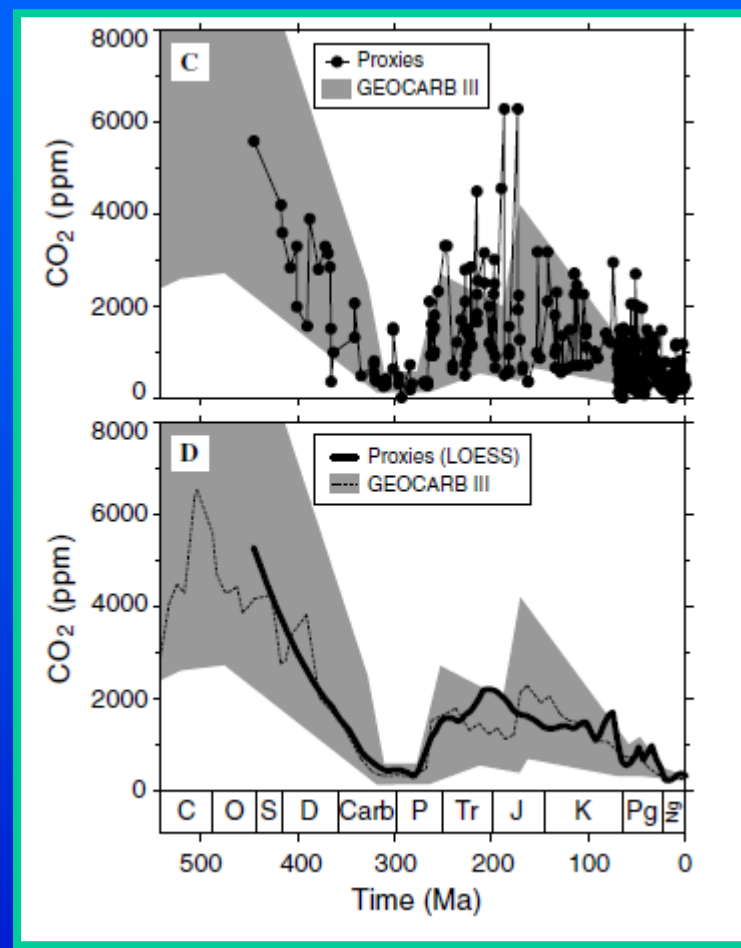 8000
6000
4000
2000
0
CO₂ (ppm)
C
Proxies
GEOCARB III
8000
6000
4000
2000
0
CO₂ (ppm)
D
Proxies (LOESS)
GEOCARB III
C O S D Carb P Tr J K Pg Ng
500 400 300 200 100 0
Time (Ma)